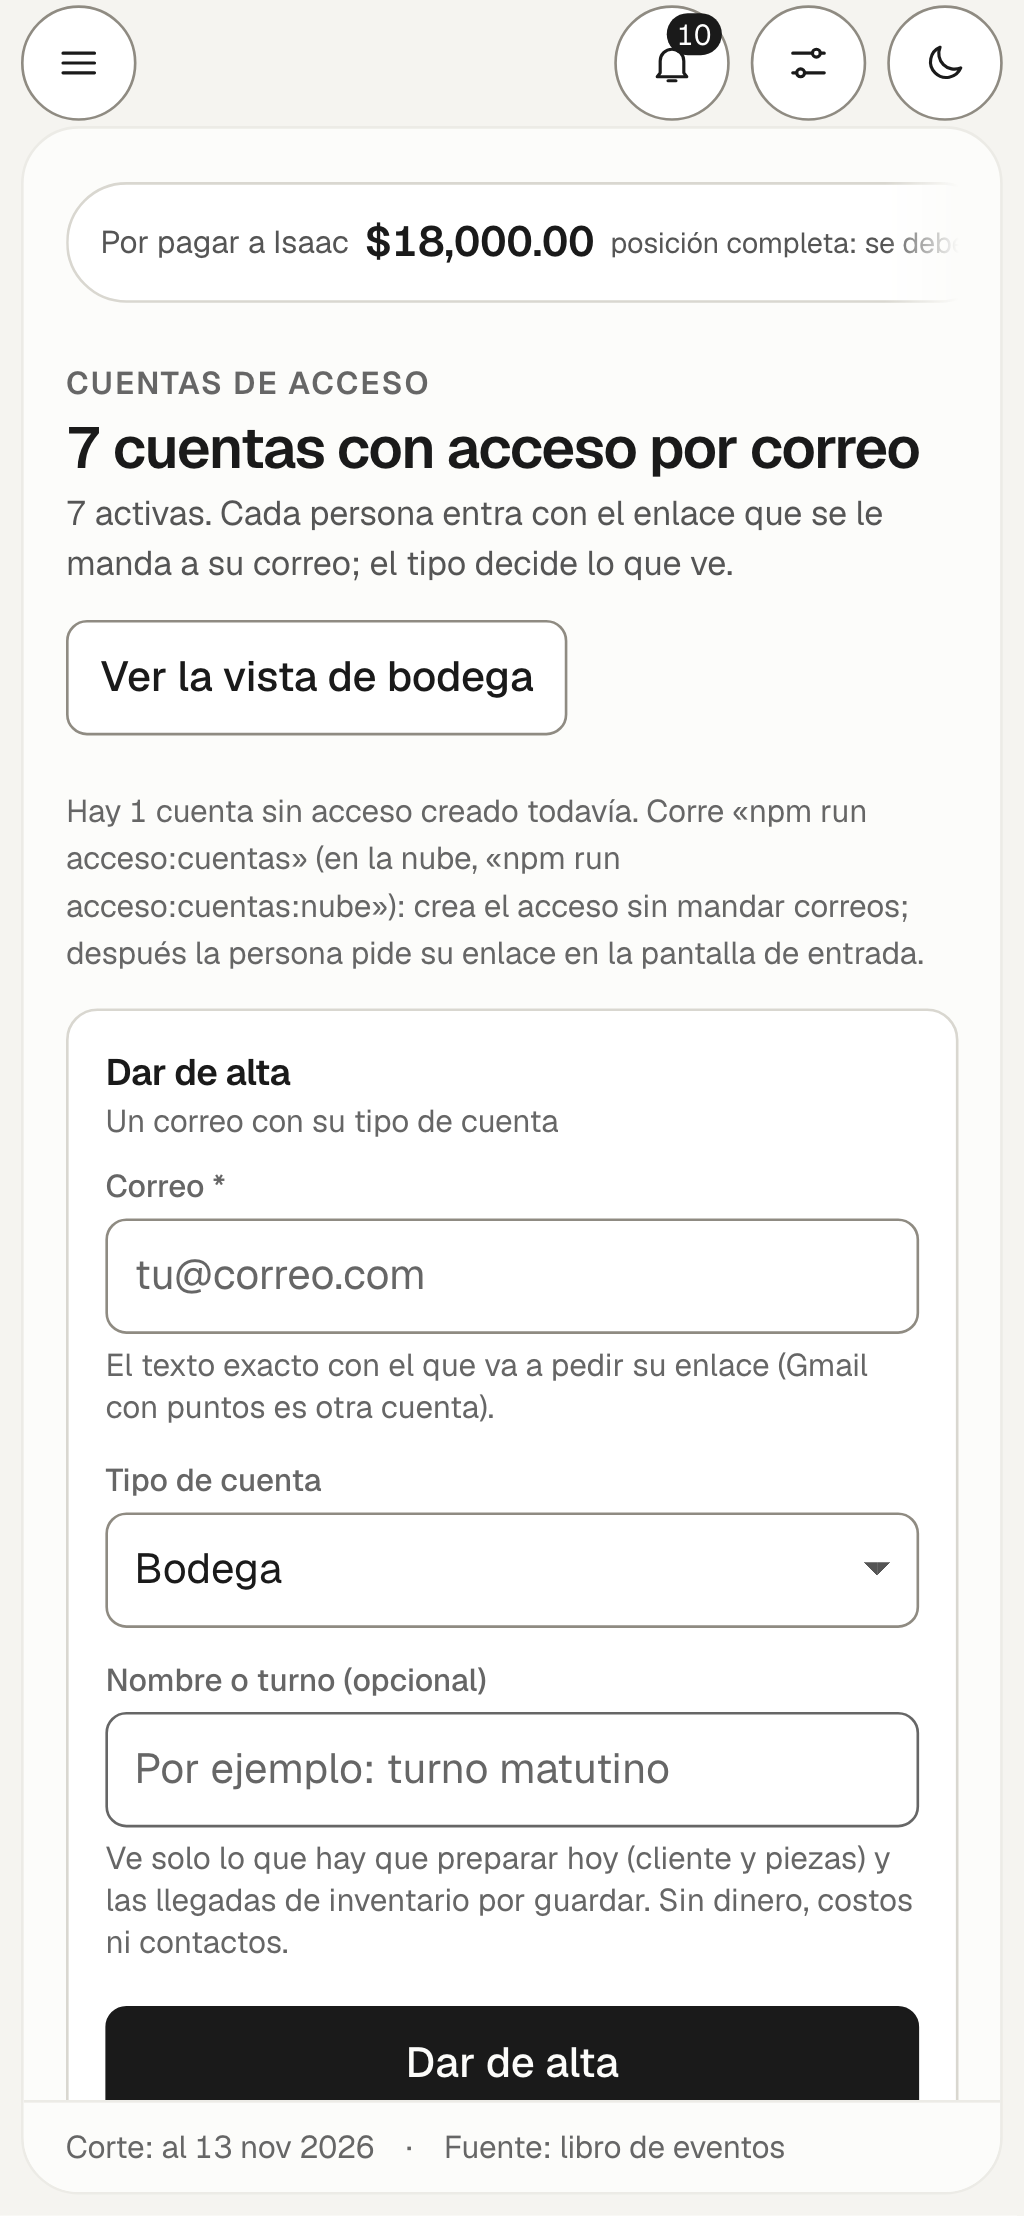 10
Por pagar a Isaac $18,000.00 posición completa: se debe
CUENTAS DE ACCESO
7 cuentas con acceso por correo
7 activas. Cada persona entra con el enlace que se le
manda a su correo; el tipo decide lo que ve.
Ver la vista de bodega
Hay 1 cuenta sin acceso creado todavía. Corre «npm run
acceso:cuentas» (en la nube, «npm run
acceso:cuentas:nube»): crea el acceso sin mandar correos;
después la persona pide su enlace en la pantalla de entrada.
Dar de alta
Un correo con su tipo de cuenta
Correo *
tu@correo.com
El texto exacto con el que va a pedir su enlace (Gmail
con puntos es otra cuenta).
Tipo de cuenta
Bodega
Nombre o turno (opcional)
Por ejemplo: turno matutino
Ve solo lo que hay que preparar hoy (cliente y piezas) y
las llegadas de inventario por guardar. Sin dinero, costos
ni contactos.
Dar de alta
Corte: al 13 nov 2026 · Fuente: libro de eventos